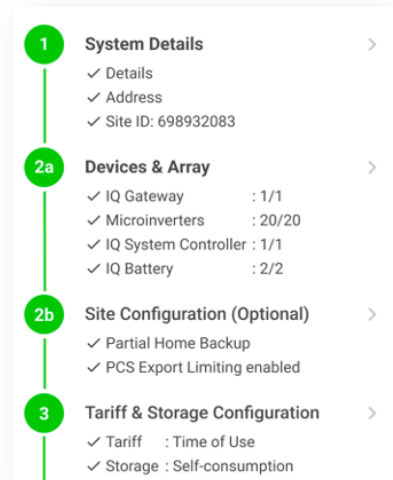 1 System Details
✓ Details
✓ Address
✓ Site ID: 698932083
2a Devices & Array
✓ IQ Gateway : 1/1
✓ Microinverters : 20/20
✓ IQ System Controller : 1/1
✓ IQ Battery : 2/2
2b Site Configuration (Optional)
✓ Partial Home Backup
✓ PCS Export Limiting enabled
3 Tariff & Storage Configuration
✓ Tariff : Time of Use
✓ Storage : Self-consumption